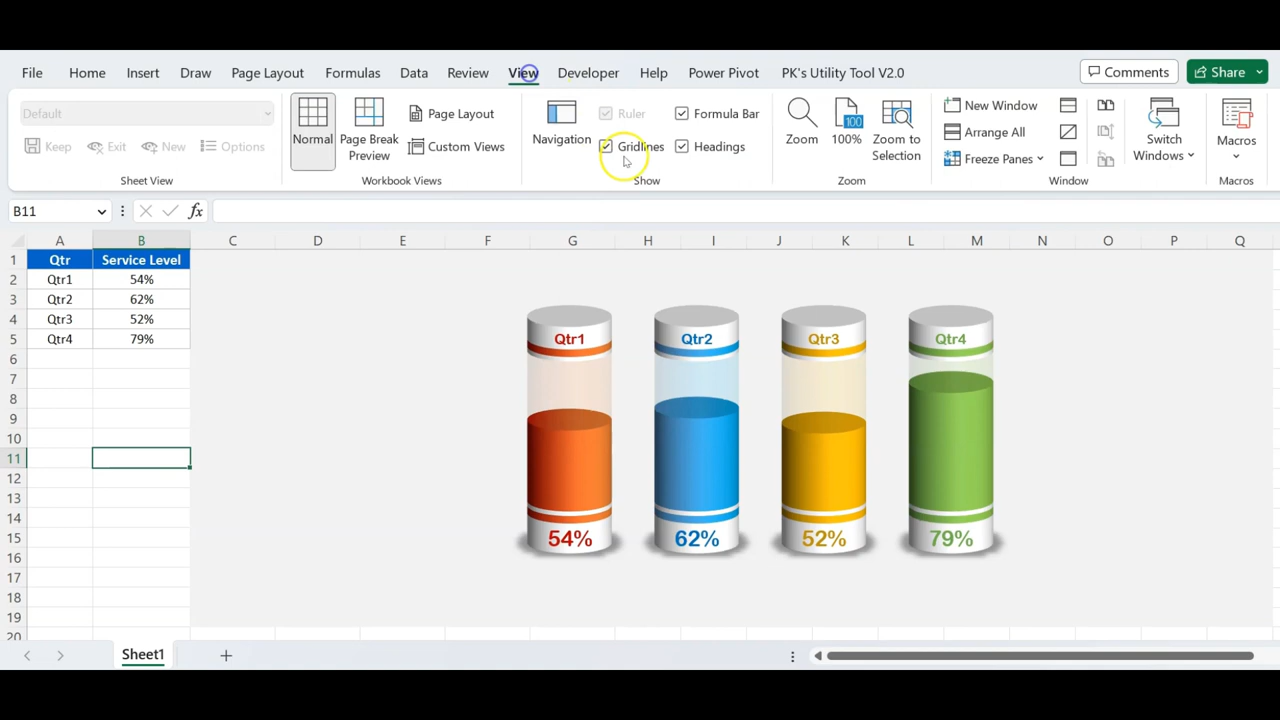 File Home Insert Draw Page Layout Formulas Data Review View Developer Help Power Pivot PK's Utility Tool V2.0 Comments Share
Default
Keep Exit New Options
Sheet View
Normal
Page Break
Preview
Page Layout
Custom Views
Workbook Views
Navigation
Ruler
Gridlines
Formula Bar
Headings
Show
Zoom
100
100%
Zoom to
Selection
Zoom
New Window
Arrange All
Freeze Panes
Switch
Windows
Window
Macros
Macros
B11 fx
A B C D E F G H I J K L M N O P Q
1 Qtr Service Level
2 Qtr1 54%
3 Qtr2 62%
4 Qtr3 52%
5 Qtr4 79%
6
7
8
9
10
11
12
13
14
15
16
17
18
19
20
Qtr1 Qtr2 Qtr3 Qtr4
54% 62% 52% 79%
Sheet1